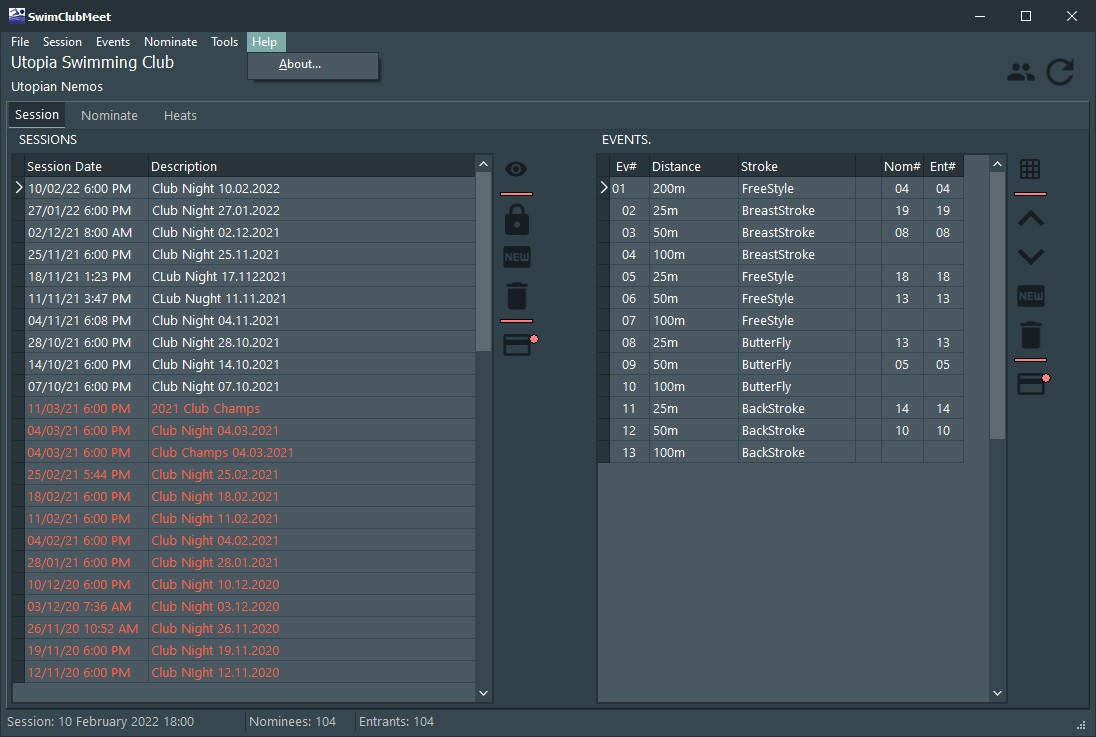 SwimClubMeet
File Session Events Nominate Tools Help
About...
Utopia Swimming Club
Utopian Nemos
Session Nominate Heats
SESSIONS
Session Date Description
10/02/22 6:00 PM Club Night 10.02.2022
27/01/22 6:00 PM Club Night 27.01.2022
02/12/21 8:00 AM Club Night 02.12.2021
25/11/21 6:00 PM Club Night 25.11.2021
18/11/21 1:23 PM CLub Night 17.1122021
11/11/21 3:47 PM CLub Nught 11.11.2021
04/11/21 6:08 PM Club Night 04.11.2021
28/10/21 6:00 PM Club Night 28.10.2021
14/10/21 6:00 PM Club Night 14.10.2021
07/10/21 6:00 PM Club Night 07.10.2021
11/03/21 6:00 PM 2021 Club Champs
04/03/21 6:00 PM Club Night 04.03.2021
04/03/21 6:00 PM Club Champs 04.03.2021
25/02/21 5:44 PM Club Night 25.02.2021
18/02/21 6:00 PM Club Night 18.02.2021
11/02/21 6:00 PM Club Night 11.02.2021
04/02/21 6:00 PM Club Night 04.02.2021
28/01/21 6:00 PM Club Night 28.01.2021
10/12/20 6:00 PM Club NIght 10.12.2020
03/12/20 7:36 AM Club Night 03.12.2020
26/11/20 10:52 AM Club Night 26.11.2020
19/11/20 6:00 PM Club Night 19.11.2020
12/11/20 6:00 PM Club NIght 12.11.2020
NEW
EVENTS.
Ev# Distance Stroke Nom# Ent#
01 200m FreeStyle 04 04
02 25m BreastStroke 19 19
03 50m BreastStroke 08 08
04 100m BreastStroke
05 25m FreeStyle 18 18
06 50m FreeStyle 13 13
07 100m FreeStyle
08 25m ButterFly 13 13
09 50m ButterFly 05 05
10 100m ButterFly
11 25m BackStroke 14 14
12 50m BackStroke 10 10
13 100m BackStroke
NEW
Session: 10 February 2022 18:00 Nominees: 104 Entrants: 104